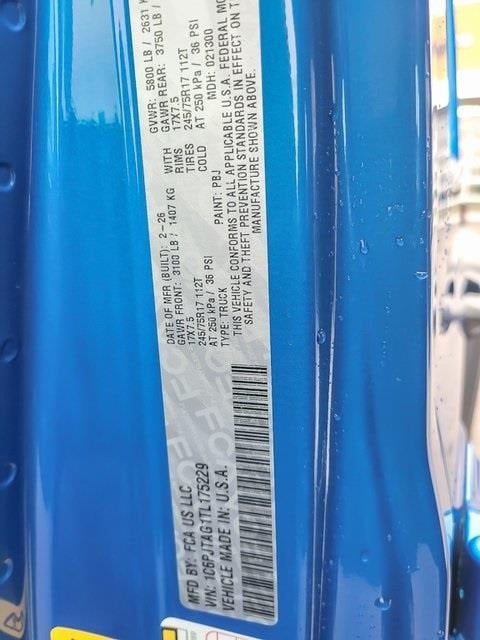 MFD BY: FCA US LLC
DATE OF MFR (BUILT): 2-26
GVWR: 5800 LB / 2631
GAWR FRONT: 3100 LB / 1407 KG
WITH
GAWR REAR: 3750 LB /
17X7.5
RIMS
17X7.5
245/75R17 112T
TIRES
245/75R17 112T
AT 250 kPa / 36 PSI
COLD
AT 250 kPa / 36 PSI
VIN: 1C6PJTAG1TL175229
TYPE: TRUCK
PAINT: PBJ
MDH: 021300
VEHICLE MADE IN: U.S.A.
THIS VEHICLE CONFORMS TO ALL APPLICABLE U.S.A. FEDERAL
SAFETY AND THEFT PREVENTION STANDARDS IN EFFECT ON
MANUFACTURE SHOWN ABOVE.